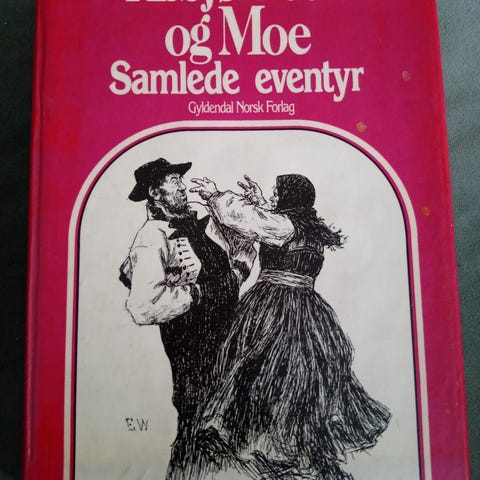 og Moe
Samlede eventyr
Gyldendal Norsk Forlag
E W